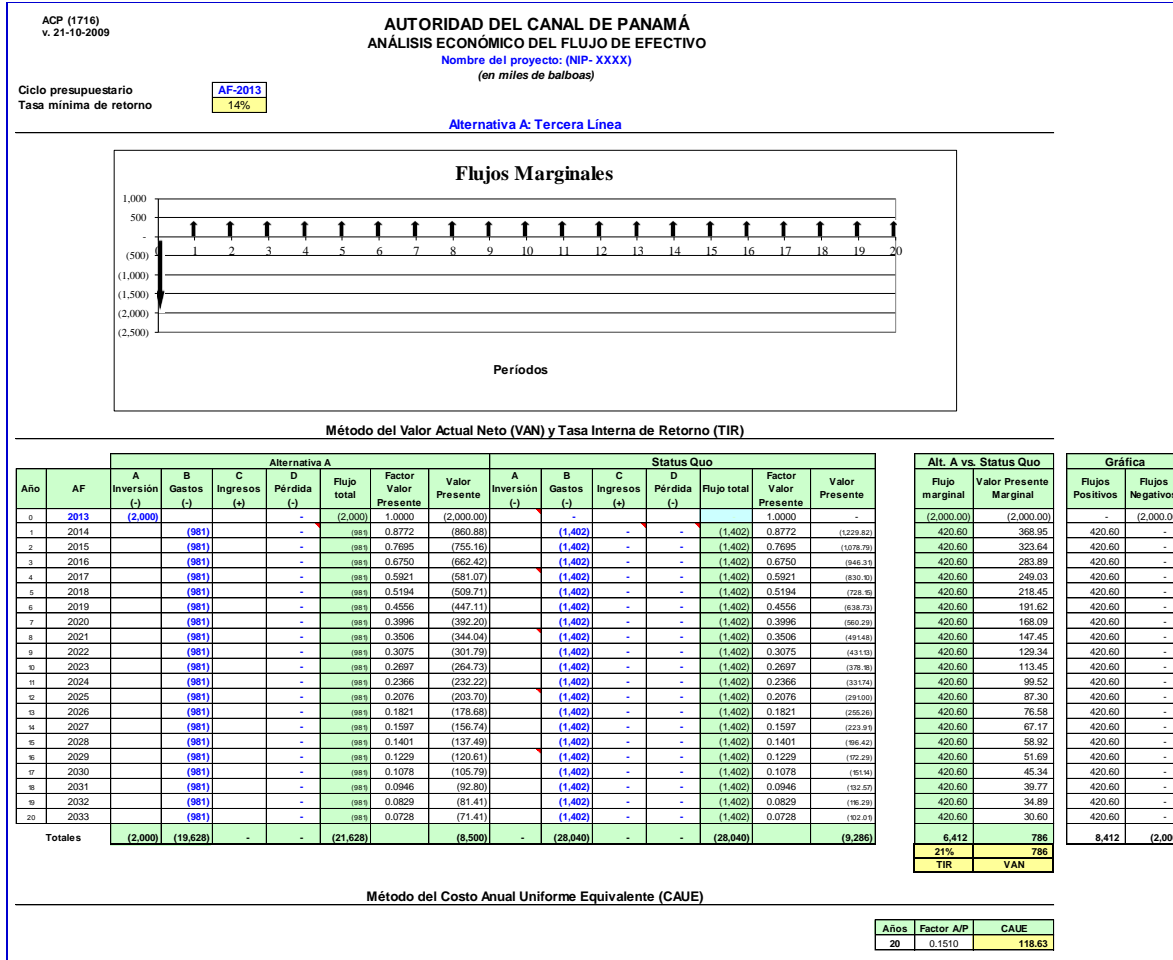 ACP (1716)
v. 21-10-2009
AUTORIDAD DEL CANAL DE PANAMÁ
ANÁLISIS ECONÓMICO DEL FLUJO DE EFECTIVO
Nombre del proyecto: (NIP- XXXX)
(en miles de balboas)
Ciclo presupuestario AF-2013
Tasa mínima de retorno 14%
Alternativa A: Tercera Línea
Flujos Marginales
1,000
500
-
(500)
(1,000)
(1,500)
(2,000)
(2,500)
0 1 2 3 4 5 6 7 8 9 10 11 12 13 14 15 16 17 18 19 20
Períodos
Método del Valor Actual Neto (VAN) y Tasa Interna de Retorno (TIR)
Alternativa A Status Quo Alt. A vs. Status Quo Gráfica
Año AF A Inversión (-) B Gastos (-) C Ingresos (+) D Pérdida (-) Flujo total Factor Valor Presente Valor Presente A Inversión (-) B Gastos (-) C Ingresos (+) D Pérdida (-) Flujo total Factor Valor Presente Valor Presente Flujo marginal Valor Presente Marginal Flujos Positivos Flujos Negativos
0 2013 (2,000) - - (2,000) 1.0000 (2,000.00) - 1.0000 - (2,000.00) (2,000.00) - (2,000.00
1 2014 (981) - (981) 0.8772 (860.88) (1,402) - - (1,402) 0.8772 (1,229.82) 420.60 368.95 420.60 -
2 2015 (981) - (981) 0.7695 (755.16) (1,402) - - (1,402) 0.7695 (1,078.79) 420.60 323.64 420.60 -
3 2016 (981) - (981) 0.6750 (662.42) (1,402) - - (1,402) 0.6750 (946.31) 420.60 283.89 420.60 -
4 2017 (981) - (981) 0.5921 (581.07) (1,402) - - (1,402) 0.5921 (830.10) 420.60 249.03 420.60 -
5 2018 (981) - (981) 0.5194 (509.71) (1,402) - - (1,402) 0.5194 (728.15) 420.60 218.45 420.60 -
6 2019 (981) - (981) 0.4556 (447.11) (1,402) - - (1,402) 0.4556 (638.73) 420.60 191.62 420.60 -
7 2020 (981) - (981) 0.3996 (392.20) (1,402) - - (1,402) 0.3996 (560.29) 420.60 168.09 420.60 -
8 2021 (981) - (981) 0.3506 (344.04) (1,402) - - (1,402) 0.3506 (491.48) 420.60 147.45 420.60 -
9 2022 (981) - (981) 0.3075 (301.79) (1,402) - - (1,402) 0.3075 (431.13) 420.60 129.34 420.60 -
10 2023 (981) - (981) 0.2697 (264.73) (1,402) - - (1,402) 0.2697 (378.18) 420.60 113.45 420.60 -
11 2024 (981) - (981) 0.2366 (232.22) (1,402) - - (1,402) 0.2366 (331.74) 420.60 99.52 420.60 -
12 2025 (981) - (981) 0.2076 (203.70) (1,402) - - (1,402) 0.2076 (291.00) 420.60 87.30 420.60 -
13 2026 (981) - (981) 0.1821 (178.68) (1,402) - - (1,402) 0.1821 (255.26) 420.60 76.58 420.60 -
14 2027 (981) - (981) 0.1597 (156.74) (1,402) - - (1,402) 0.1597 (223.91) 420.60 67.17 420.60 -
15 2028 (981) - (981) 0.1401 (137.49) (1,402) - - (1,402) 0.1401 (196.42) 420.60 58.92 420.60 -
16 2029 (981) - (981) 0.1229 (120.61) (1,402) - - (1,402) 0.1229 (172.29) 420.60 51.69 420.60 -
17 2030 (981) - (981) 0.1078 (105.79) (1,402) - - (1,402) 0.1078 (151.14) 420.60 45.34 420.60 -
18 2031 (981) - (981) 0.0946 (92.80) (1,402) - - (1,402) 0.0946 (132.57) 420.60 39.77 420.60 -
19 2032 (981) - (981) 0.0829 (81.41) (1,402) - - (1,402) 0.0829 (116.29) 420.60 34.89 420.60 -
20 2033 (981) - (981) 0.0728 (71.41) (1,402) - - (1,402) 0.0728 (102.01) 420.60 30.60 420.60 -
Totales (2,000) (19,628) - - (21,628) (8,500) - (28,040) - - (28,040) (9,286) 6,412 786 8,412 (2,00
21% 786
TIR VAN
Método del Costo Anual Uniforme Equivalente (CAUE)
Años Factor A/P CAUE
20 0.1510 118.63